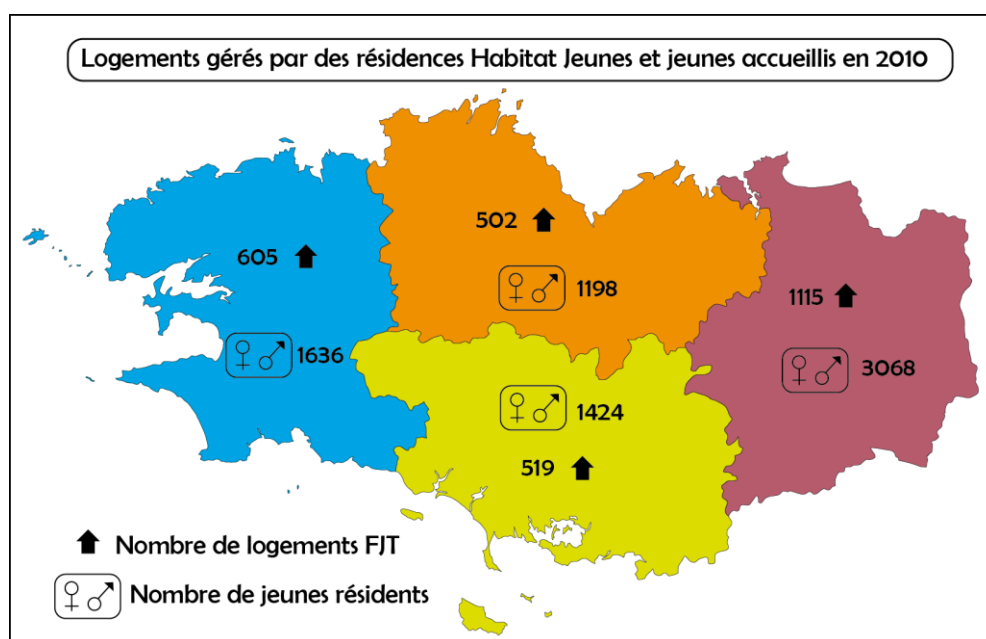 Logements gérés par des résidences Habitat Jeunes et jeunes accueillis en 2010
502
605
1198
1115
1636
3068
1424
519
Nombre de logements FJT
Nombre de jeunes résidents